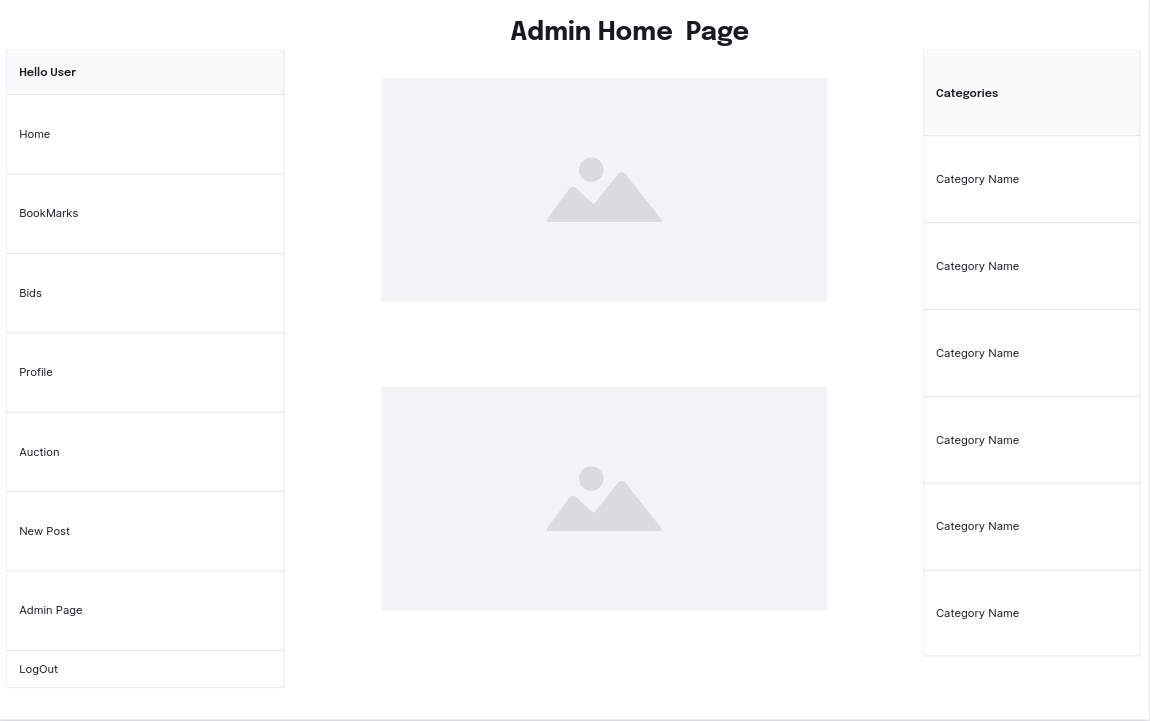 Admin Home  Page
Hello User
Home
BookMarks
Bids
Profile
Auction
New Post
Admin Page
LogOut
Categories
Category Name
Category Name
Category Name
Category Name
Category Name
Category Name